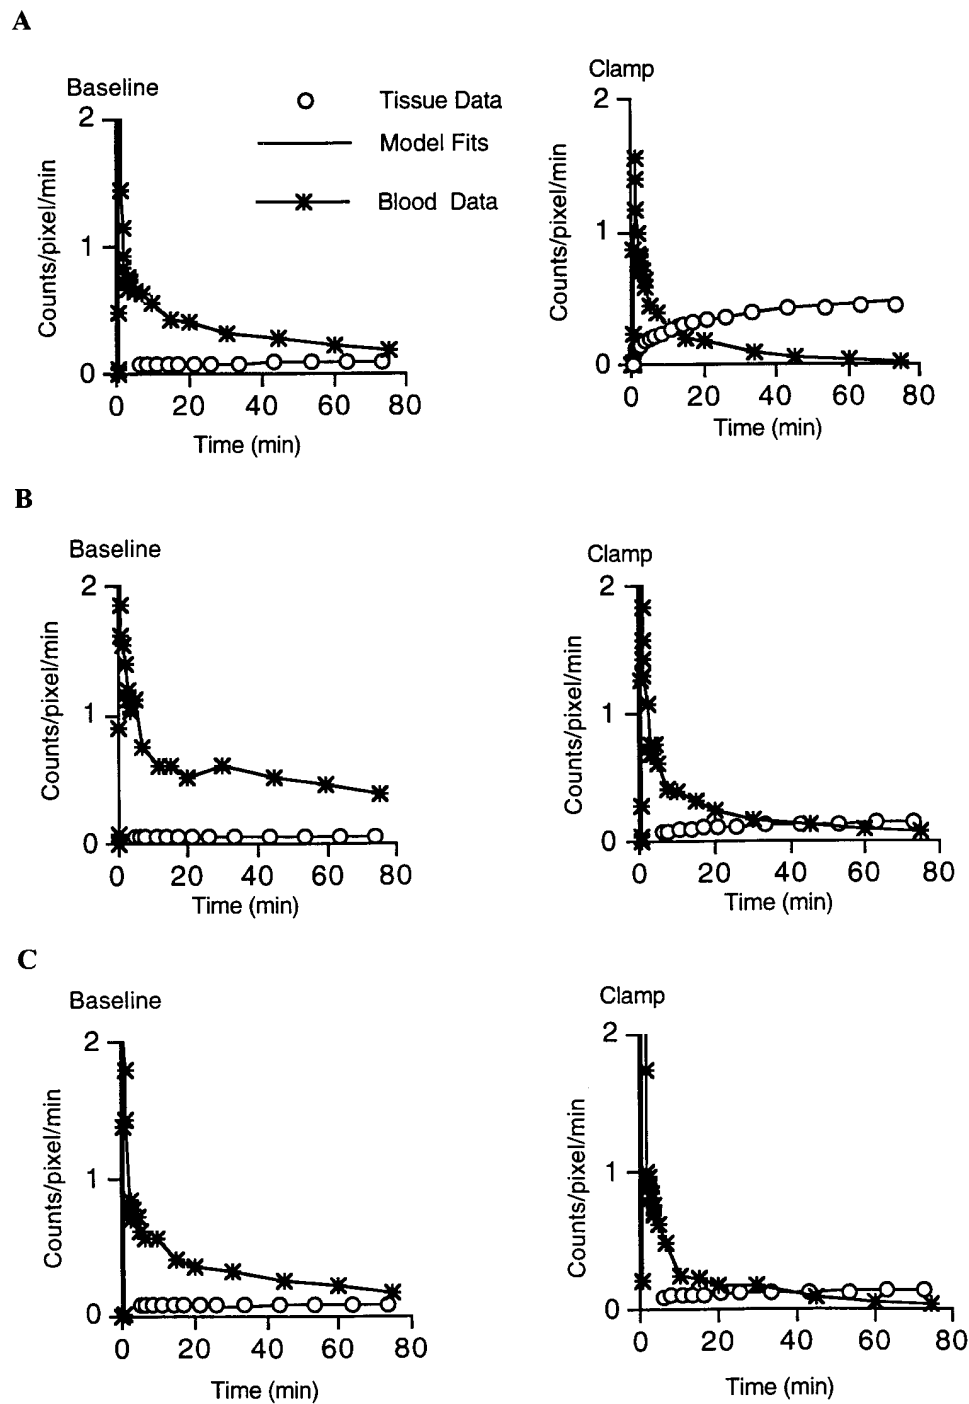 A
Baseline
Tissue Data
Model Fits
Blood Data
2
1
0
Counts/pixel/min
0 20 40 60 80
Time (min)
Clamp
2
1
0
Counts/pixel/min
0 20 40 60 80
Time (min)
B
Baseline
2
1
0
Counts/pixel/min
0 20 40 60 80
Time (min)
Clamp
2
1
0
Counts/pixel/min
0 20 40 60 80
Time (min)
C
Baseline
2
1
0
Counts/pixel/min
0 20 40 60 80
Time (min)
Clamp
2
1
0
Counts/pixel/min
0 20 40 60 80
Time (min)